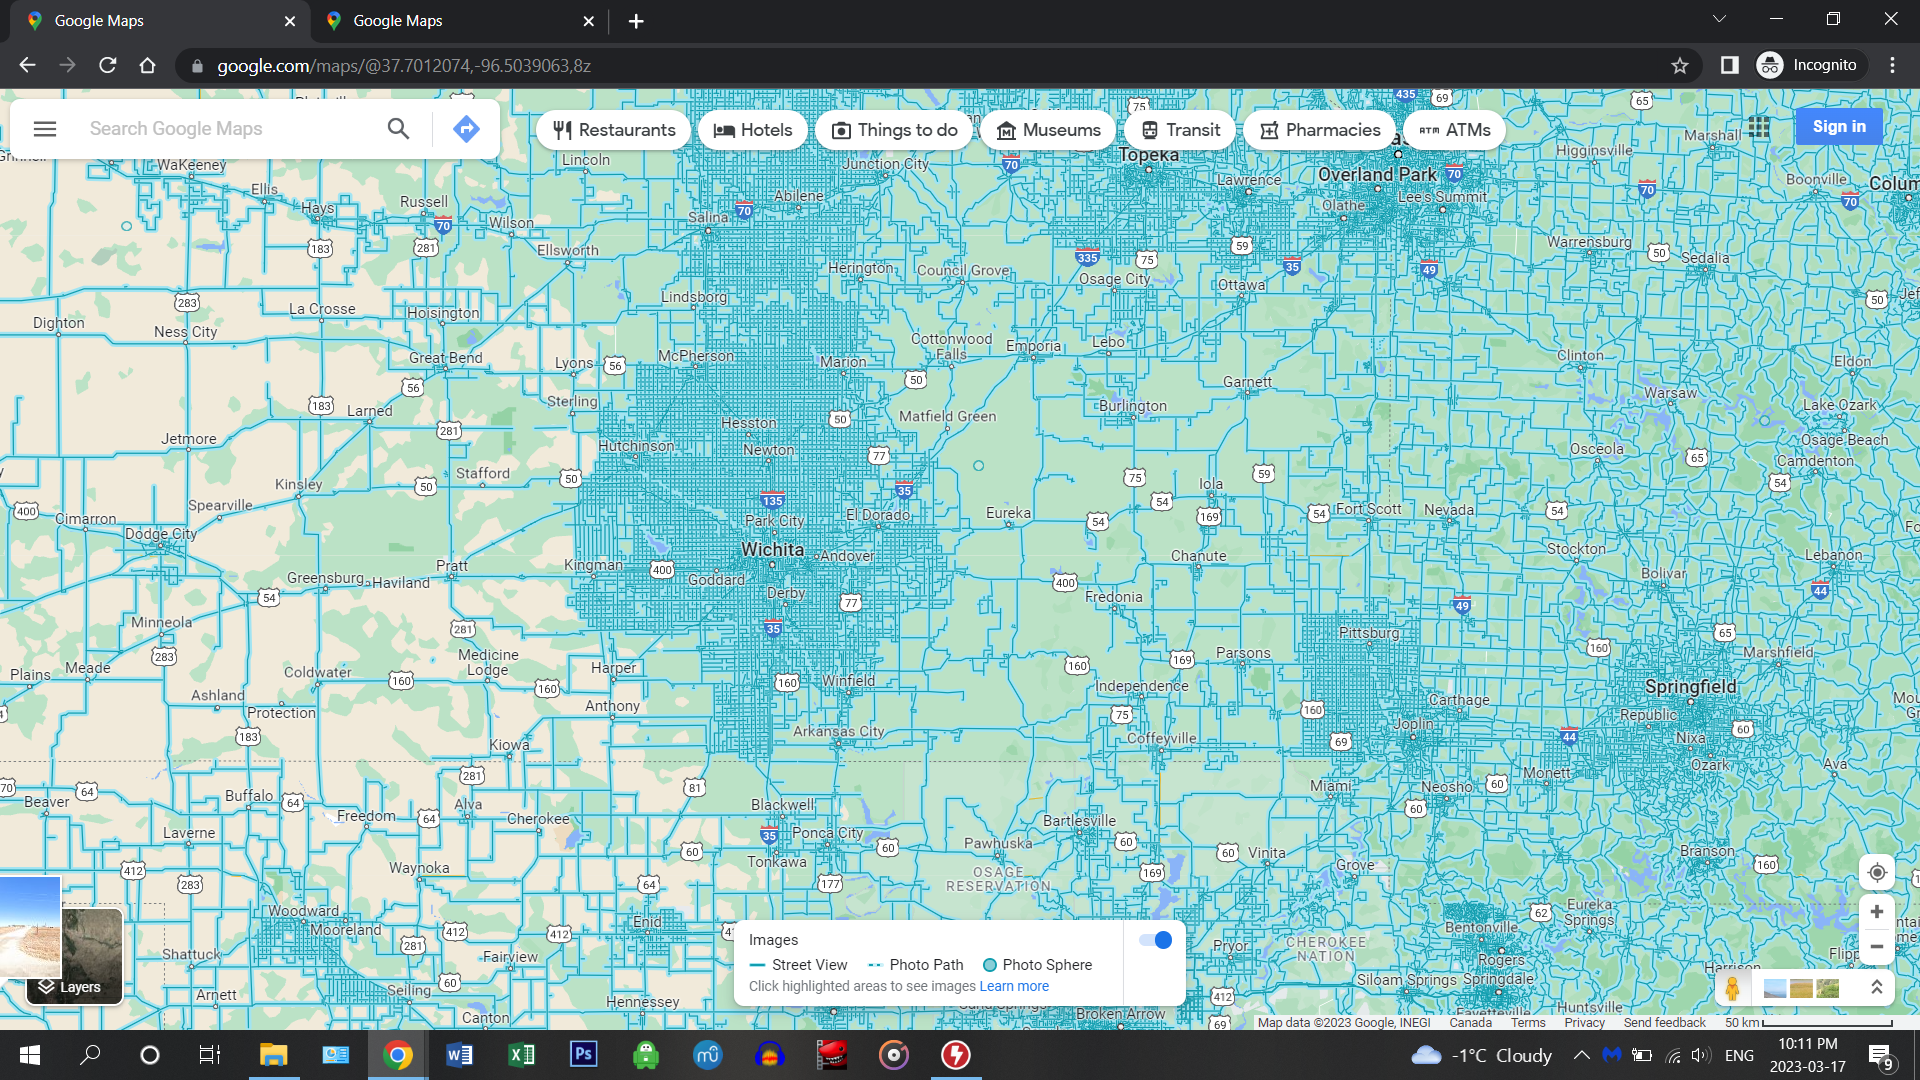 Google Maps
Google Maps
google.com/maps/@37.7012074,-96.5039063,8z
Incognito
Search Google Maps
Restaurants
Hotels
Things to do
Museums
Transit
Pharmacies
ATMs
Sign in
WaKeeney
Ellis
Hays
Russell
Wilson
Lincoln
Ellsworth
Salina
Abilene
Junction City
Topeka
Lawrence
Overland Park
Olathe
Lee's Summit
Higginsville
Marshall
Boonville
Colum
Warrensburg
Sedalia
Herington
Council Grove
Osage City
Ottawa
Lindsborg
La Crosse
Hoisington
Dighton
Ness City
Great Bend
Lyons
McPherson
Marion
Cottonwood
Falls
Emporia
Lebo
Garnett
Clinton
Eldon
Sterling
Larned
Burlington
Warsaw
Lake Ozark
Matfield Green
Hesston
Jetmore
Hutchinson
Newton
Osceola
Osage Beach
Camdenton
Stafford
Kinsley
Spearville
Iola
Cimarron
Dodge City
Park City
El Dorado
Eureka
Fort Scott
Nevada
Wichita
Andover
Chanute
Stockton
Lebanon
Bolivar
Kingman
Pratt
Greensburg
Haviland
Goddard
Derby
Fredonia
Minneola
Pittsburg
Marshfield
Medicine
Lodge
Harper
Parsons
Plains
Meade
Coldwater
Winfield
Independence
Springfield
Ashland
Protection
Anthony
Carthage
Republic
Joplin
Arkansas City
Coffeyville
Nixa
Ozark
Ava
Kiowa
Monett
Miami
Neosho
Buffalo
Beaver
Freedom
Alva
Cherokee
Blackwell
Bartlesville
Laverne
Ponca City
Tonkawa
Pawhuska
Vinita
Grove
Branson
Waynoka
OSAGE
RESERVATION
Woodward
Mooreland
Enid
Bentonville
Eureka
Springs
Shattuck
Fairview
Pryor
CHEROKEE
NATION
Rogers
Siloam Springs
Springdale
Arnett
Seiling
Hennessey
Canton
Broken Arrow
Fayetteville
Huntsville
Harrison
Layers
Images
Street View
Photo Path
Photo Sphere
Click highlighted areas to see images Learn more
Map data ©2023 Google, INEGI
Canada
Terms
Privacy
Send feedback
50 km
-1°C Cloudy
ENG
10:11 PM
2023-03-17
9